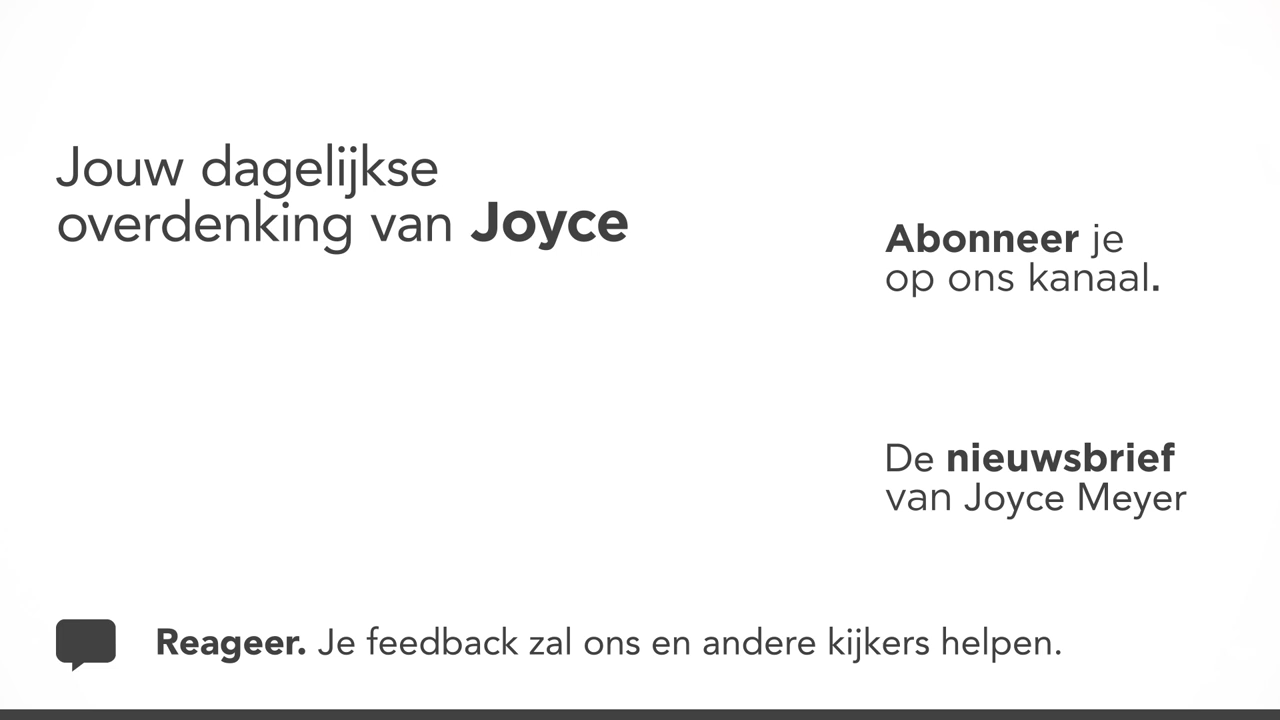 Jouw dagelijkse
overdenking van Joyce
Abonneer je
op ons kanaal.
De nieuwsbrief
van Joyce Meyer
Reageer. Je feedback zal ons en andere kijkers helpen.